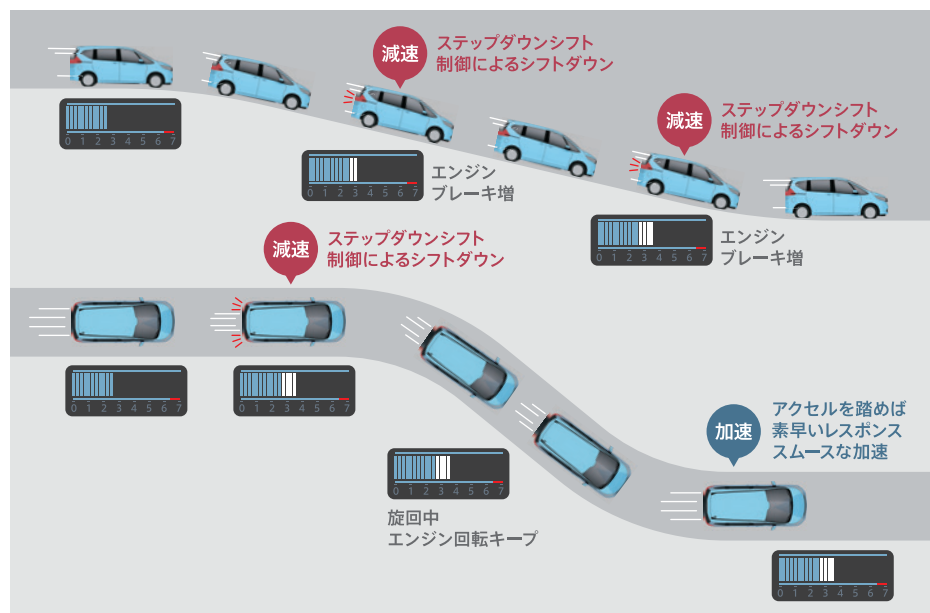 減速
ステップダウンシフト
制御によるシフトダウン
減速
ステップダウンシフト
制御によるシフトダウン
0 1 2 3 4 5 6 7
0 1 2 3 4 5 6 7
エンジン
ブレーキ増
0 1 2 3 4 5 6 7
エンジン
ブレーキ増
減速
ステップダウンシフト
制御によるシフトダウン
0 1 2 3 4 5 6 7
0 1 2 3 4 5 6 7
加速
アクセルを踏めば
素早いレスポンス
スムースな加速
0 1 2 3 4 5 6 7
旋回中
エンジン回転キープ
0 1 2 3 4 5 6 7